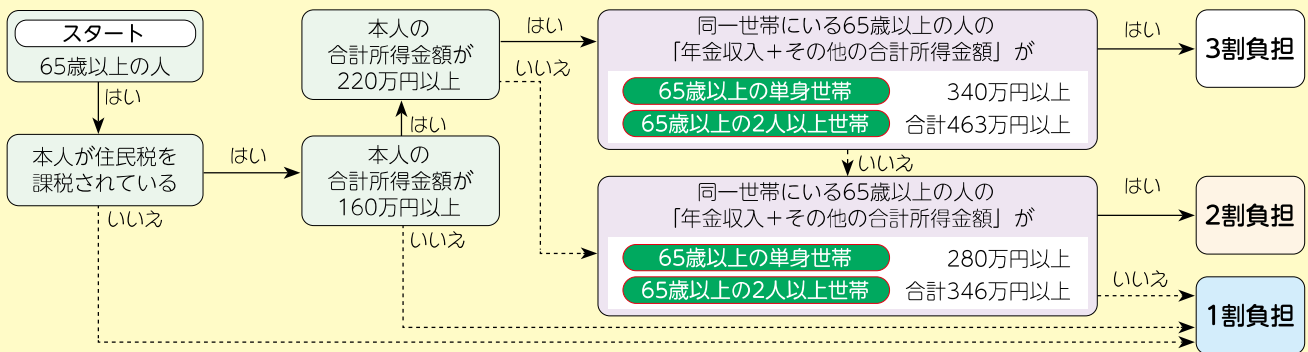 スタート
65歳以上の人
はい
本人が住民税を
課税されている
はい
いいえ
本人の
合計所得金額が
160万円以上
はい
いいえ
本人の
合計所得金額が
220万円以上
はい
いいえ
同一世帯にいる65歳以上の人の
「年金収入+その他の合計所得金額」が
65歳以上の単身世帯 340万円以上
65歳以上の2人以上世帯 合計463万円以上
はい
3割負担
いいえ
同一世帯にいる65歳以上の人の
「年金収入+その他の合計所得金額」が
65歳以上の単身世帯 280万円以上
65歳以上の2人以上世帯 合計346万円以上
はい
2割負担
いいえ
1割負担